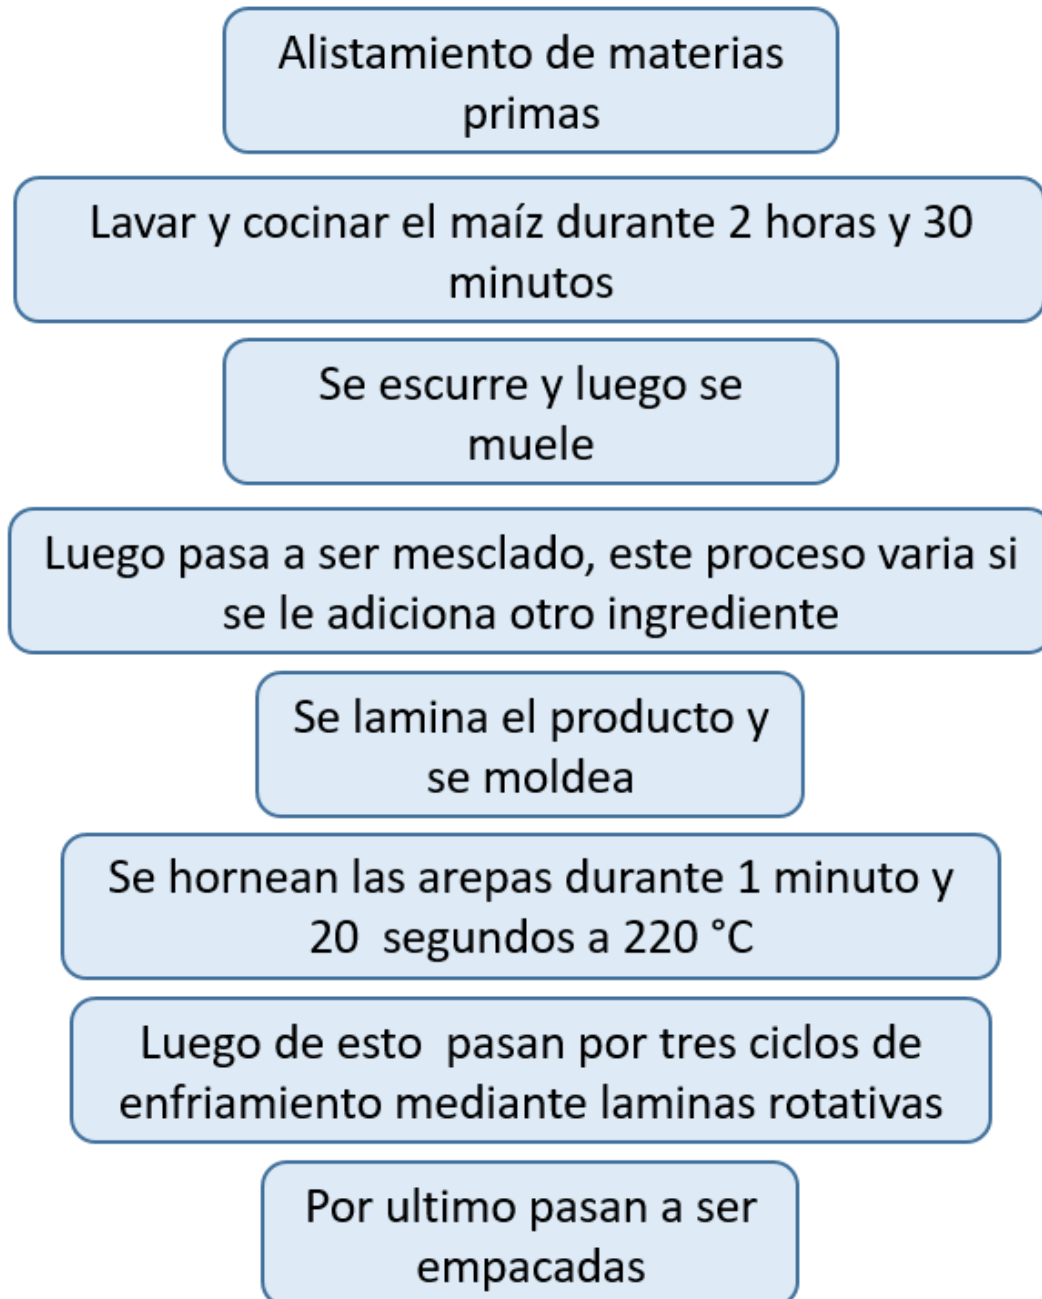 Alistamiento de materias
primas
Lavar y cocinar el maíz durante 2 horas y 30
minutos
Se escurre y luego se
muele
Luego pasa a ser mesclado, este proceso varia si
se le adiciona otro ingrediente
Se lamina el producto y
se moldea
Se hornean las arepas durante 1 minuto y
20 segundos a 220 °C
Luego de esto pasan por tres ciclos de
enfriamiento mediante laminas rotativas
Por ultimo pasan a ser
empacadas